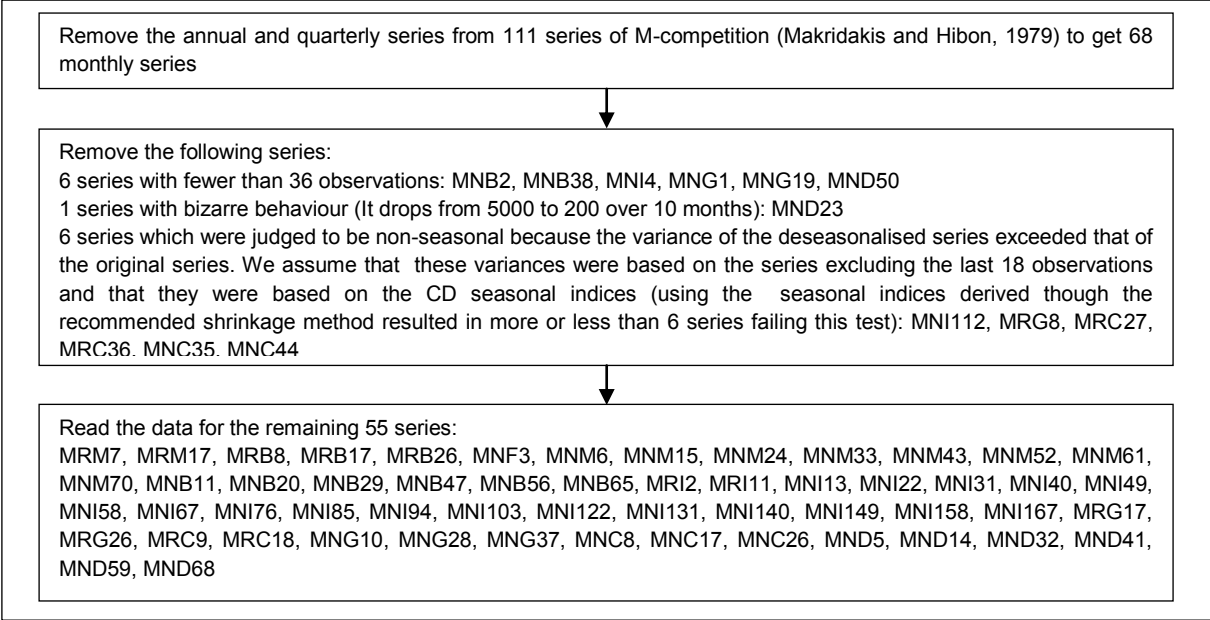 Remove the annual and quarterly series from 111 series of M-competition (Makridakis and Hibon, 1979) to get 68
monthly series
Remove the following series:
6 series with fewer than 36 observations: MNB2, MNB38, MNI4, MNG1, MNG19, MND50
1 series with bizarre behaviour (It drops from 5000 to 200 over 10 months): MND23
6 series which were judged to be non-seasonal because the variance of the deseasonalised series exceeded that of
the original series. We assume that these variances were based on the series excluding the last 18 observations
and that they were based on the CD seasonal indices (using the seasonal indices derived though the
recommended shrinkage method resulted in more or less than 6 series failing this test): MNI112, MRG8, MRC27,
MRC36, MNC35, MNC44
Read the data for the remaining 55 series:
MRM7, MRM17, MRB8, MRB17, MRB26, MNF3, MNM6, MNM15, MNM24, MNM33, MNM43, MNM52, MNM61,
MNM70, MNB11, MNB20, MNB29, MNB47, MNB56, MNB65, MRI2, MRI11, MNI13, MNI22, MNI31, MNI40, MNI49,
MNI58, MNI67, MNI76, MNI85, MNI94, MNI103, MNI122, MNI131, MNI140, MNI149, MNI158, MNI167, MRG17,
MRG26, MRC9, MRC18, MNG10, MNG28, MNG37, MNC8, MNC17, MNC26, MND5, MND14, MND32, MND41,
MND59, MND68